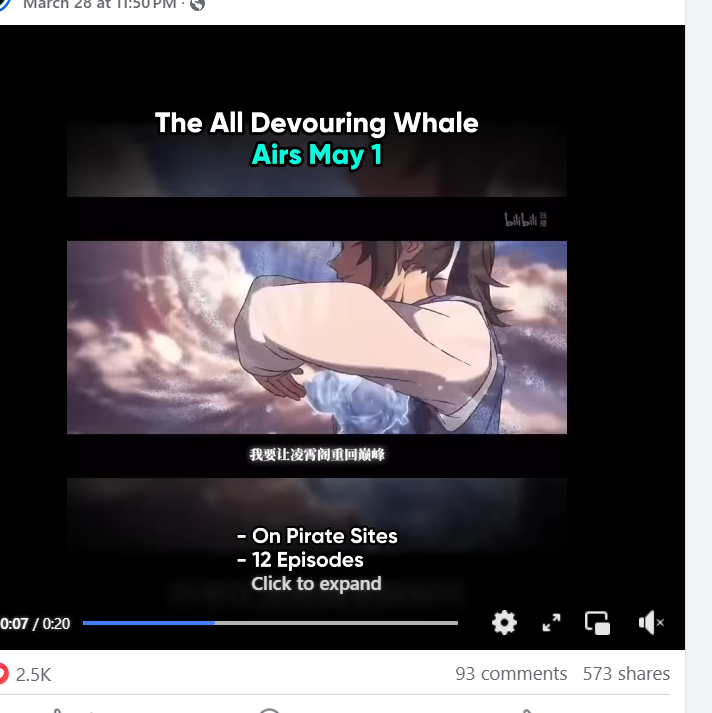 March 28 at 11:50 PM ·
The All Devouring Whale
Airs May 1
bilibili
我要让凌霄阁重回巅峰
- On Pirate Sites
- 12 Episodes
Click to expand
0:07 / 0:20
2.5K
93 comments 573 shares